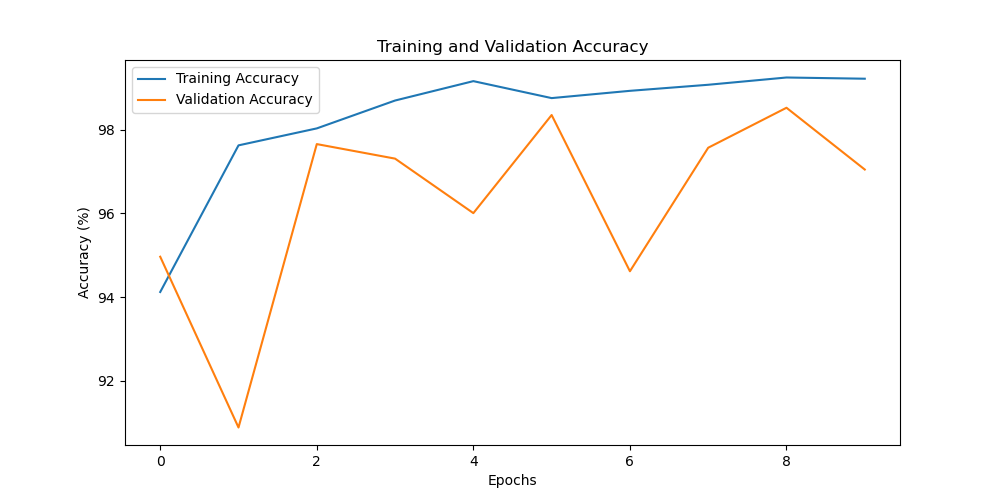 Training and Validation Accuracy
Training Accuracy
Validation Accuracy
98
96
94
92
Accuracy (%)
0 2 4 6 8
Epochs